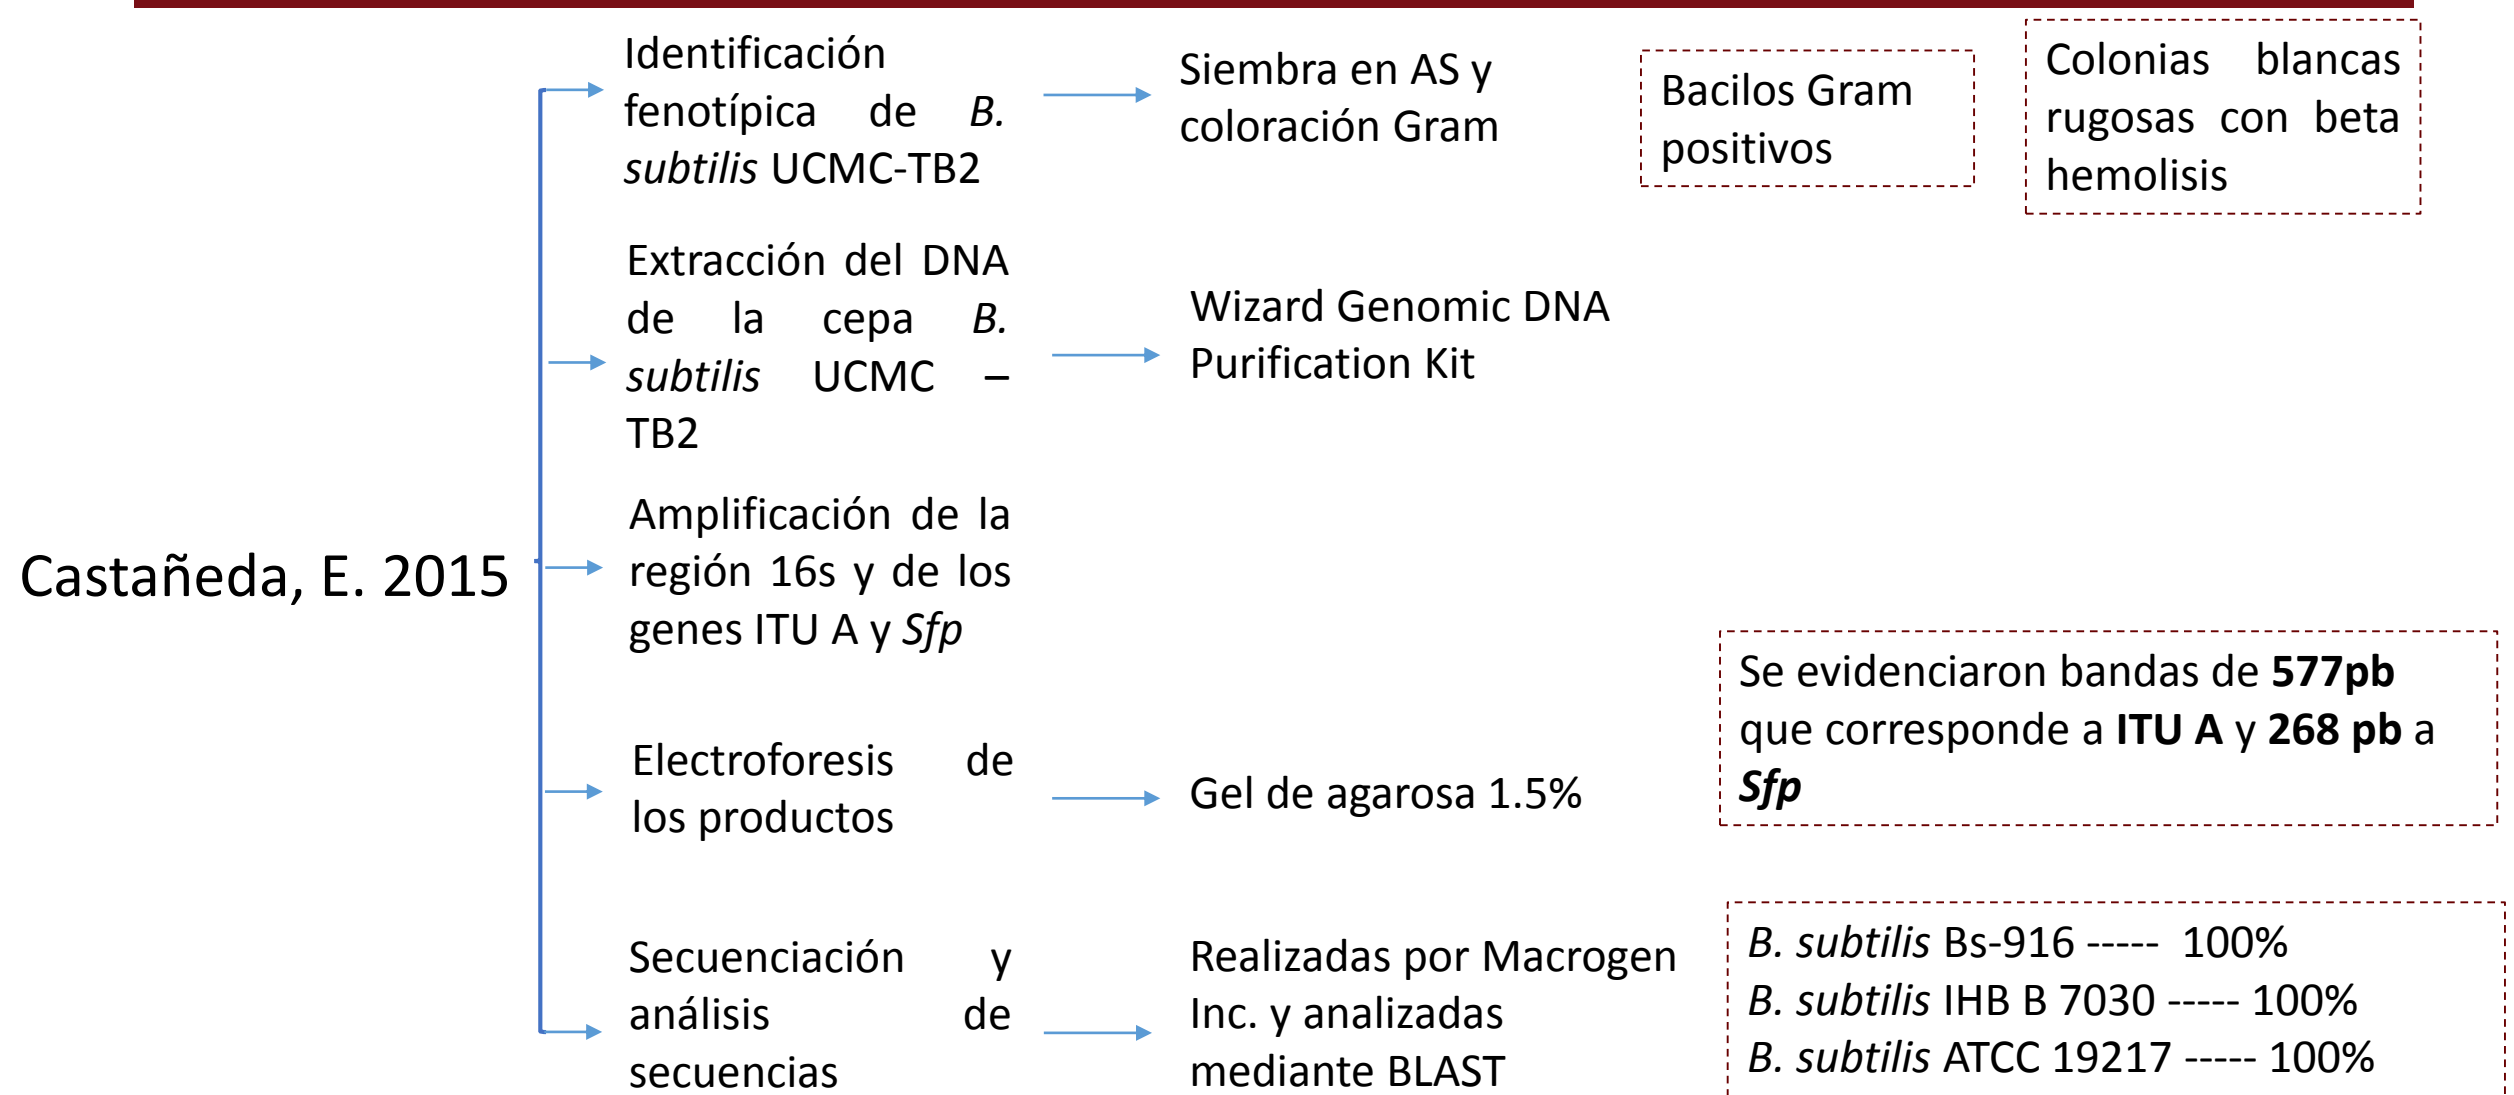 Castañeda, E. 2015
Identificación
fenotípica de B.
subtilis UCMC-TB2
Siembra en AS y
coloración Gram
Bacilos Gram
positivos
Colonias blancas
rugosas con beta
hemolisis
Extracción del DNA
de la cepa B.
subtilis UCMC –
TB2
Wizard Genomic DNA
Purification Kit
Amplificación de la
región 16s y de los
genes ITU A y Sfp
Electroforesis de
los productos
Gel de agarosa 1.5%
Se evidenciaron bandas de 577pb
que corresponde a ITU A y 268 pb a
Sfp
Secuenciación y
análisis de
secuencias
Realizadas por Macrogen
Inc. y analizadas
mediante BLAST
B. subtilis Bs-916 ----- 100%
B. subtilis IHB B 7030 ----- 100%
B. subtilis ATCC 19217 ----- 100%